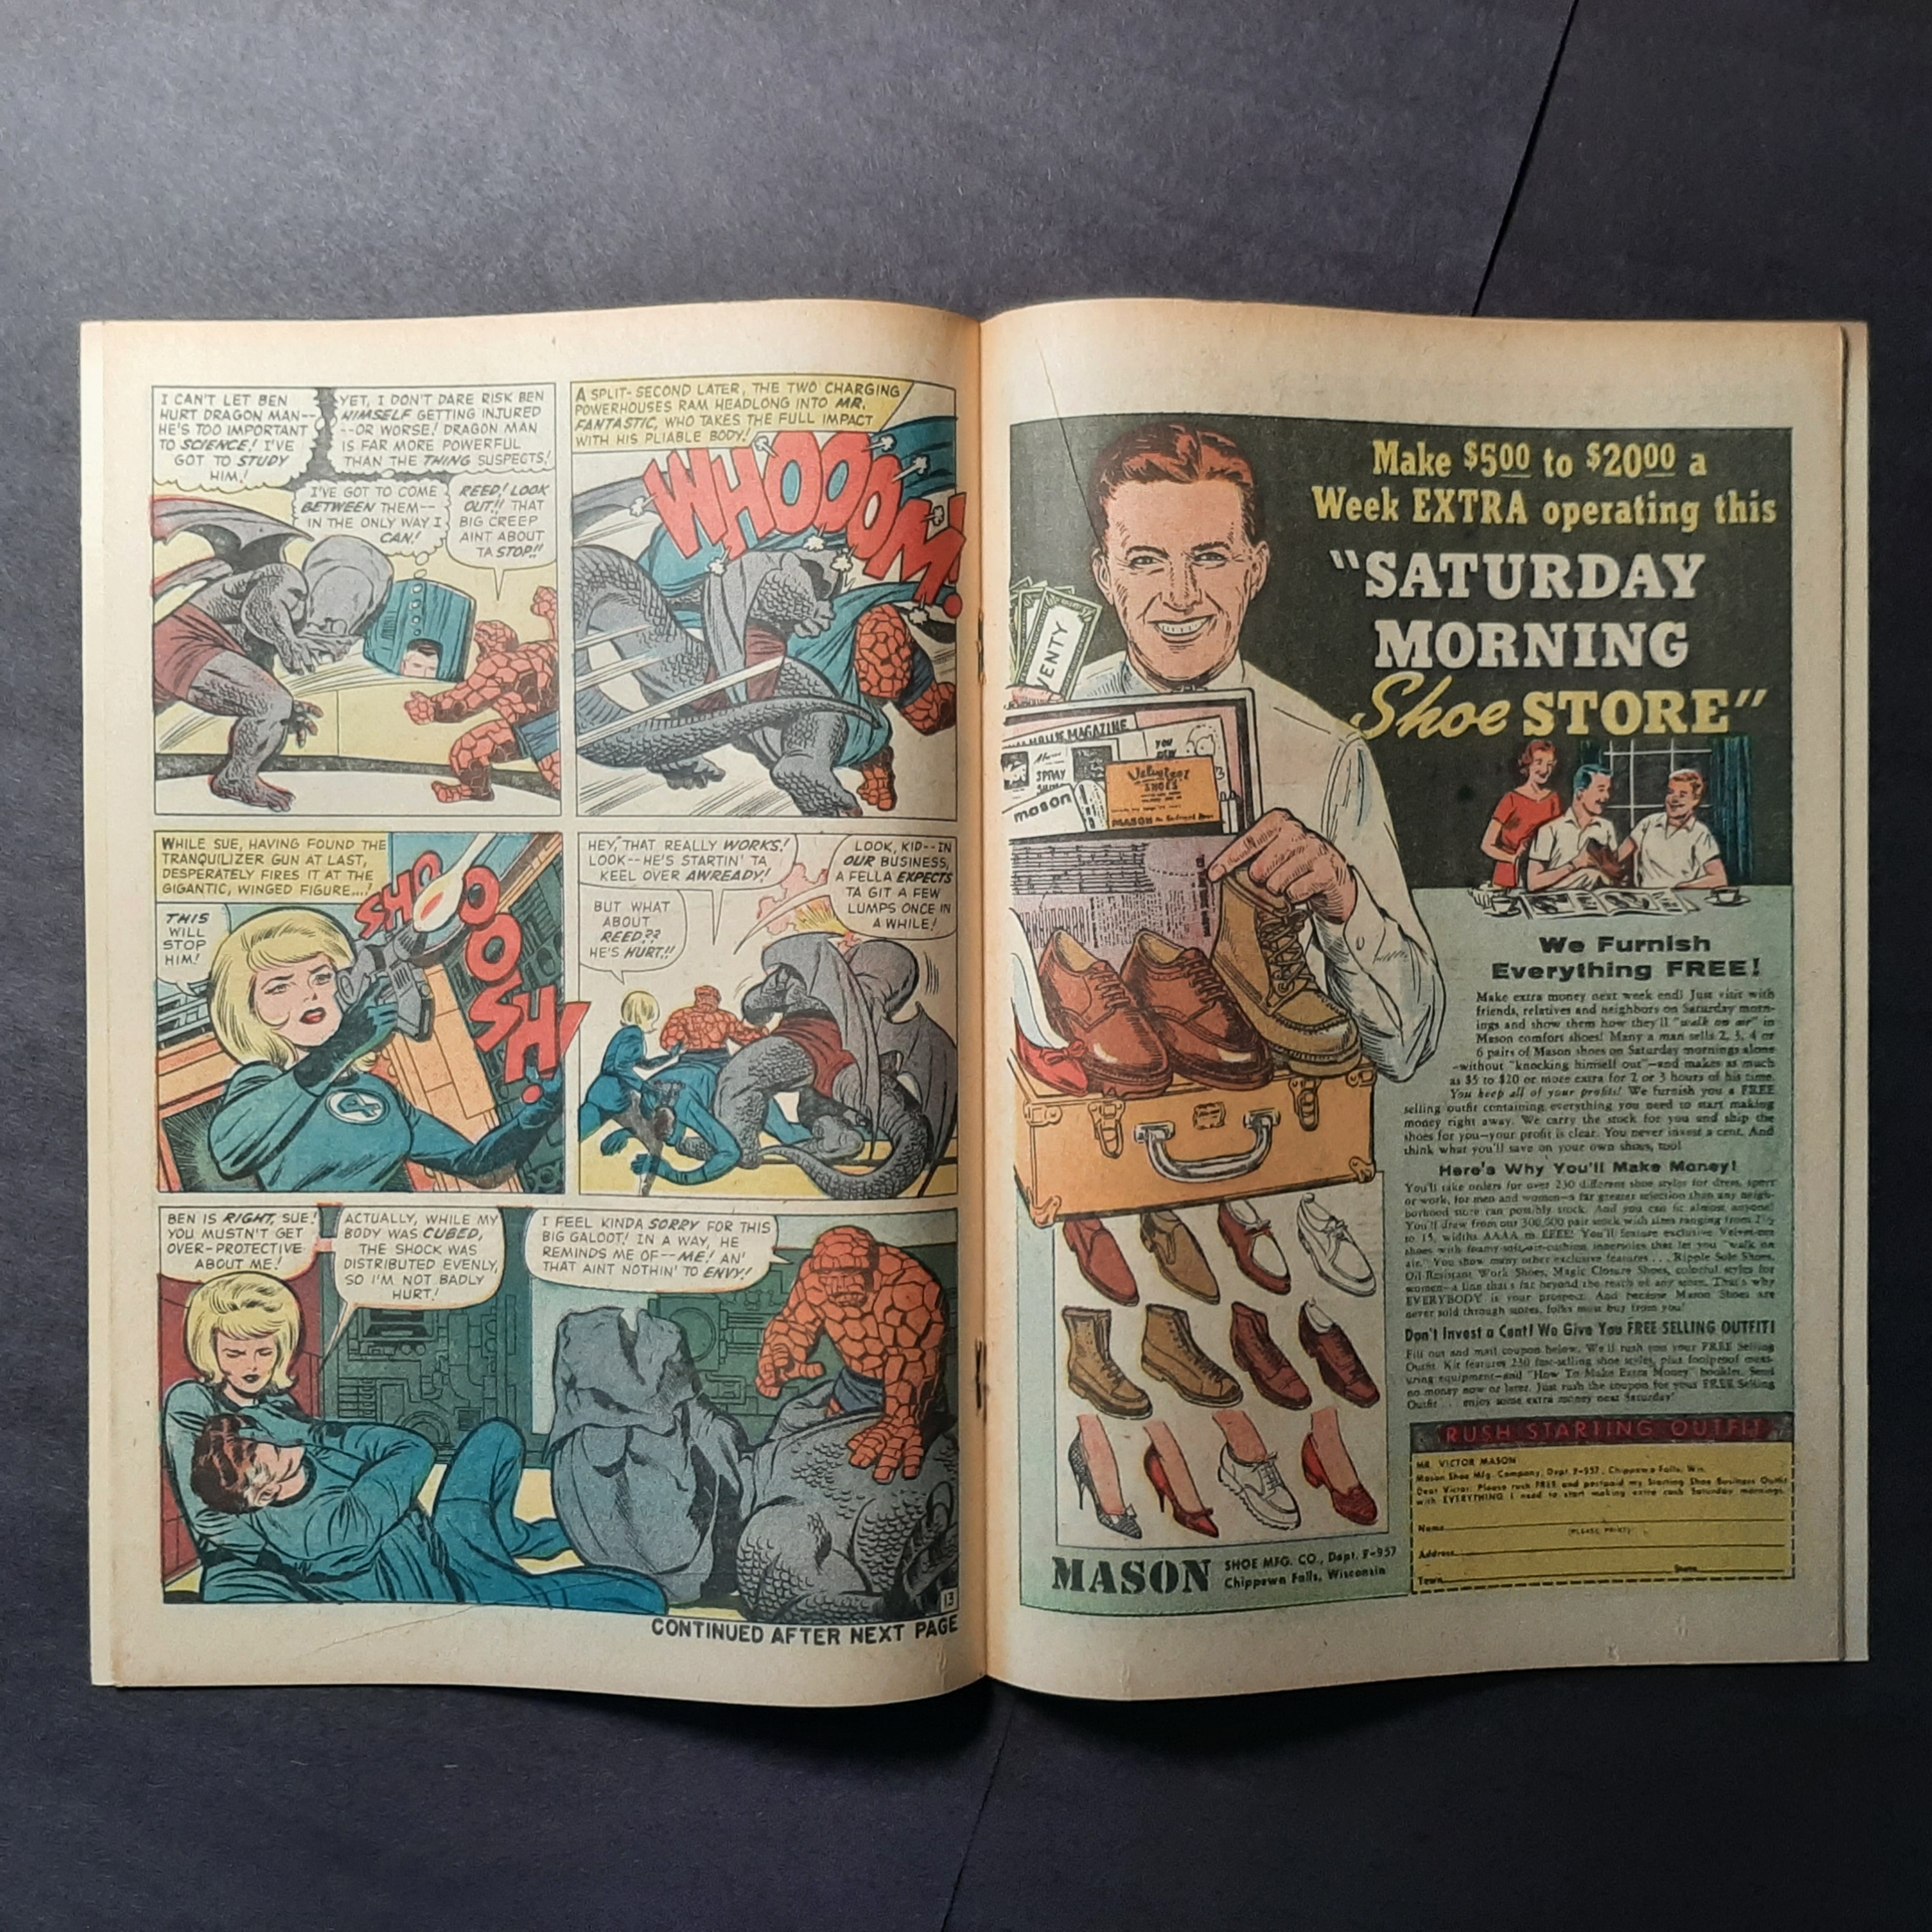 I CAN'T LET BEN
HURT DRAGON MAN--
HE'S TOO IMPORTANT
TO SCIENCE! I'VE
GOT TO STUDY
HIM!
YET, I DON'T DARE RISK BEN
HIMSELF GETTING INJURED
--OR WORSE! DRAGON MAN
IS FAR MORE POWERFUL
THAN THE THING SUSPECTS!
I'VE GOT TO COME
BETWEEN THEM--
IN THE ONLY WAY I
CAN!
REED! LOOK
OUT!! THAT
BIG CREEP
AINT ABOUT
TA STOP!!
A SPLIT-SECOND LATER, THE TWO CHARGING
POWERHOUSES RAM HEADLONG INTO MR.
FANTASTIC, WHO TAKES THE FULL IMPACT
WITH HIS PLIABLE BODY!
WHOOOM!
WHILE SUE, HAVING FOUND THE
TRANQUILIZER GUN AT LAST,
DESPERATELY FIRES IT AT THE
GIGANTIC, WINGED FIGURE...!
THIS
WILL
STOP
HIM!
SHOOOOSH!
4
HEY, THAT REALLY WORKS!
LOOK--HE'S STARTIN' TA
KEEL OVER AWREADY!
BUT WHAT
ABOUT
REED??
HE'S HURT!!
LOOK, KID--IN
OUR BUSINESS,
A FELLA EXPECTS
TA GIT A FEW
LUMPS ONCE IN
A WHILE!
BEN IS RIGHT, SUE!
YOU MUSTN'T GET
OVER-PROTECTIVE
ABOUT ME!
ACTUALLY, WHILE MY
BODY WAS CUBED,
THE SHOCK WAS
DISTRIBUTED EVENLY,
SO I'M NOT BADLY
HURT!
I FEEL KINDA SORRY FOR THIS
BIG GALOOT! IN A WAY, HE
REMINDS ME OF--ME! AN'
THAT AINT NOTHIN' TO ENVY!
13
CONTINUED AFTER NEXT PAGE
Make $500 to $2000 a
Week EXTRA operating this
"SATURDAY
MORNING
Shoe STORE"
VENTY
MAGAZINE
YOU
SPRAY
mason
Velvet-eez
SHOES
MASON
We Furnish
Everything FREE!
Make extra money next week end! Just visit with
friends, relatives and neighbors on Saturday morn-
ings and show them how they'll "walk on air" in
Mason comfort shoes! Many a man sells 2, 3, 4 or
6 pairs of Mason shoes on Saturday mornings alone
—without "knocking himself out"—and makes as much
as $5 to $20 or more extra for 2 or 3 hours of his time.
You keep all of your profits! We furnish you a FREE
selling outfit containing everything you need to start making
money right away. We carry the stock for you and ship the
shoes for you—your profit is clear. You never invest a cent. And
think what you'll save on your own shoes, too!
Here's Why You'll Make Money!
You'll take orders for over 230 different shoe styles for dress, sport
or work, for men and women—a far greater selection than any neigh-
borhood store can possibly stock. And you can fit almost anyone!
You'll draw from our 300,000 pair stock with sizes ranging from 2½
to 15, widths AAAA to EEEE! You'll feature exclusive Velvet-eez
shoes with foamy-soft, air-cushion innersoles that let you "walk on
air." You show many other exclusive features . . . Ripple Sole Shoes,
Oil Resistant Work Shoes, Magic Closure Shoes, colorful styles for
women—a line that's far beyond the reach of any store. That's why
EVERYBODY is your prospect. And because Mason Shoes are
never sold through stores, folks must buy from you!
Don't Invest a Cent! We Give You FREE SELLING OUTFIT!
Fill out and mail coupon below. We'll rush you your FREE Selling
Outfit. Kit features 230 fast-selling shoe styles, plus foolproof meas-
uring equipment—and "How To Make Extra Money" booklet. Send
no money now or later. Just rush the coupon for your FREE Selling
Outfit . . . enjoy some extra money next Saturday!
RUSH STARTING OUTFIT
MR. VICTOR MASON
Mason Shoe Mfg. Company, Dept. F-957, Chippewa Falls, Wis.
Dear Victor: Please rush FREE and postpaid my Starting Shoe Business Outfit
with EVERYTHING I need to start making extra cash Saturday mornings.
Name
(PLEASE PRINT)
Address
Town State
MASON SHOE MFG. CO., Dept. F-957
Chippewa Falls, Wisconsin